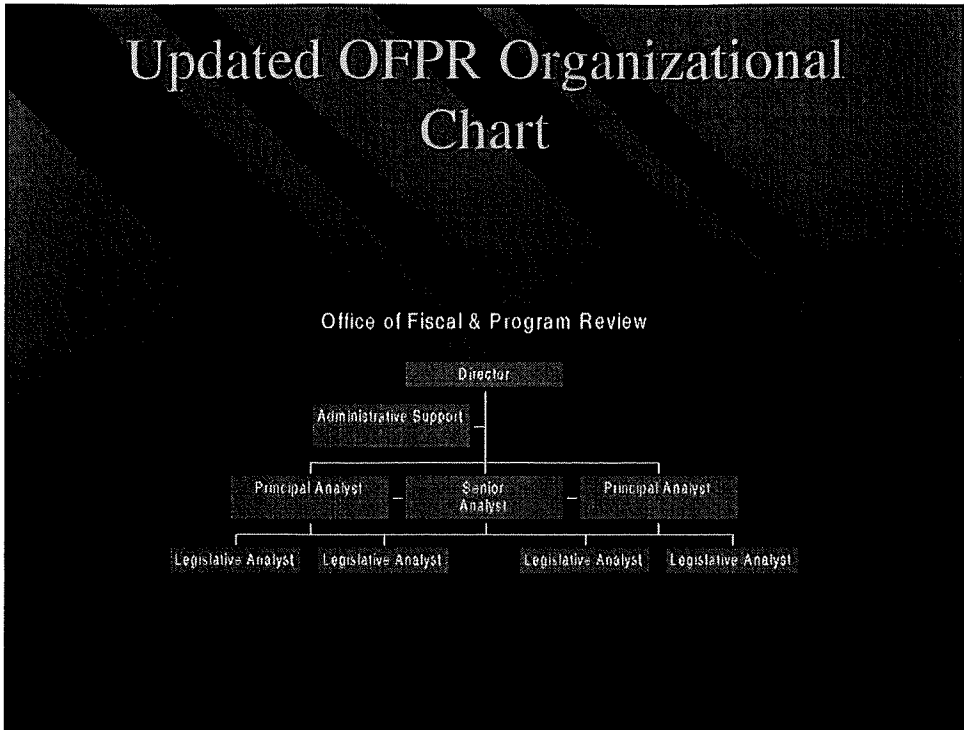 Updated OFPR Organizational
Chart
Office of Fiscal & Program Review
Director
Administrative Support
Principal Analyst
Senior
Analyst
Principal Analyst
Legislative Analyst
Legislative Analyst
Legislative Analyst
Legislative Analyst